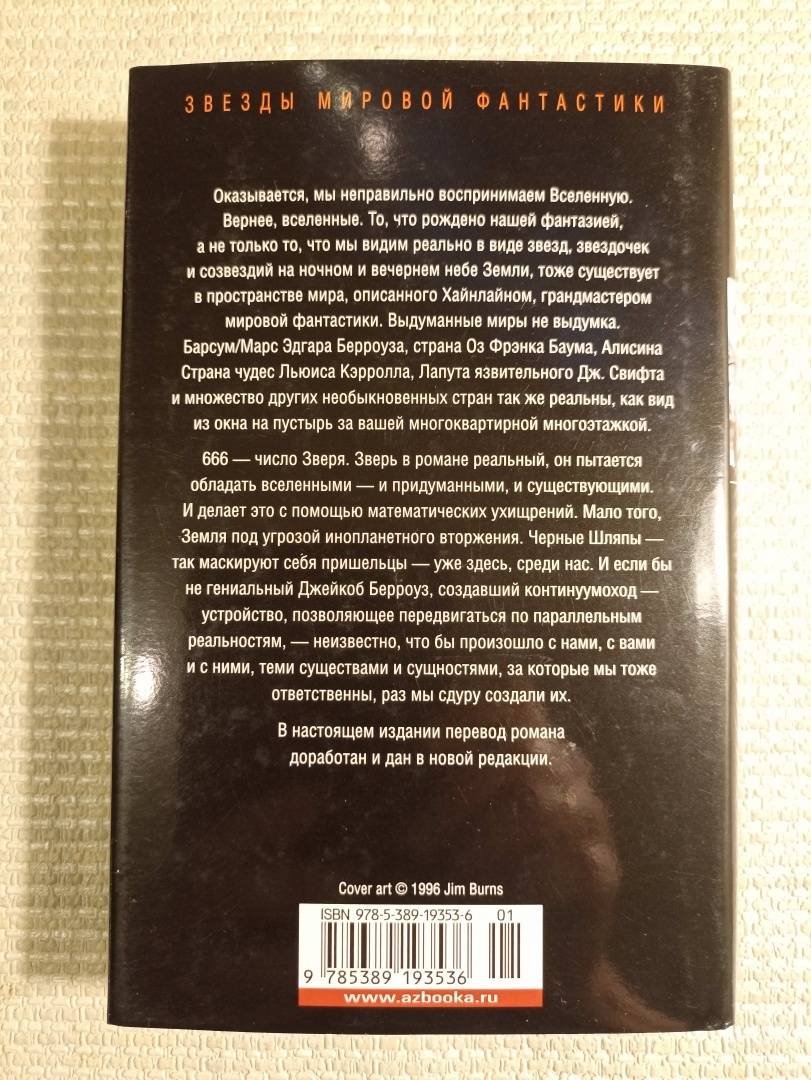 ЗВЕЗДЫ МИРОВОЙ ФАНТАСТИКИ
Оказывается, мы неправильно воспринимаем Вселенную.
Вернее, вселенные. То, что рождено нашей фантазией,
а не только то, что мы видим реально в виде звезд, звездочек
и созвездий на ночном и вечернем небе Земли, тоже существует
в пространстве мира, описанного Хайнлайном, грандмастером
мировой фантастики. Выдуманные миры не выдумка.
Барсум/Марс Эдгара Берроуза, страна Оз Фрэнка Баума, Алисина
Страна чудес Льюиса Кэрролла, Лапута язвительного Дж. Свифта
и множество других необыкновенных стран так же реальны, как вид
из окна на пустырь за вашей многоквартирной многоэтажкой.
666 — число Зверя. Зверь в романе реальный, он пытается
обладать вселенными — и придуманными, и существующими.
И делает это с помощью математических ухищрений. Мало того,
Земля под угрозой инопланетного вторжения. Черные Шляпы —
так маскируют себя пришельцы — уже здесь, среди нас. И если бы
не гениальный Джейкоб Берроуз, создавший континуумоход —
устройство, позволяющее передвигаться по параллельным
реальностям, — неизвестно, что бы произошло с нами, с вами
и с ними, теми существами и сущностями, за которые мы тоже
ответственны, раз мы сдуру создали их.
В настоящем издании перевод романа
доработан и дан в новой редакции.
Cover art © 1996 Jim Burns
ISBN 978-5-389-19353-6 01
9 785389 193536
www.azbooka.ru